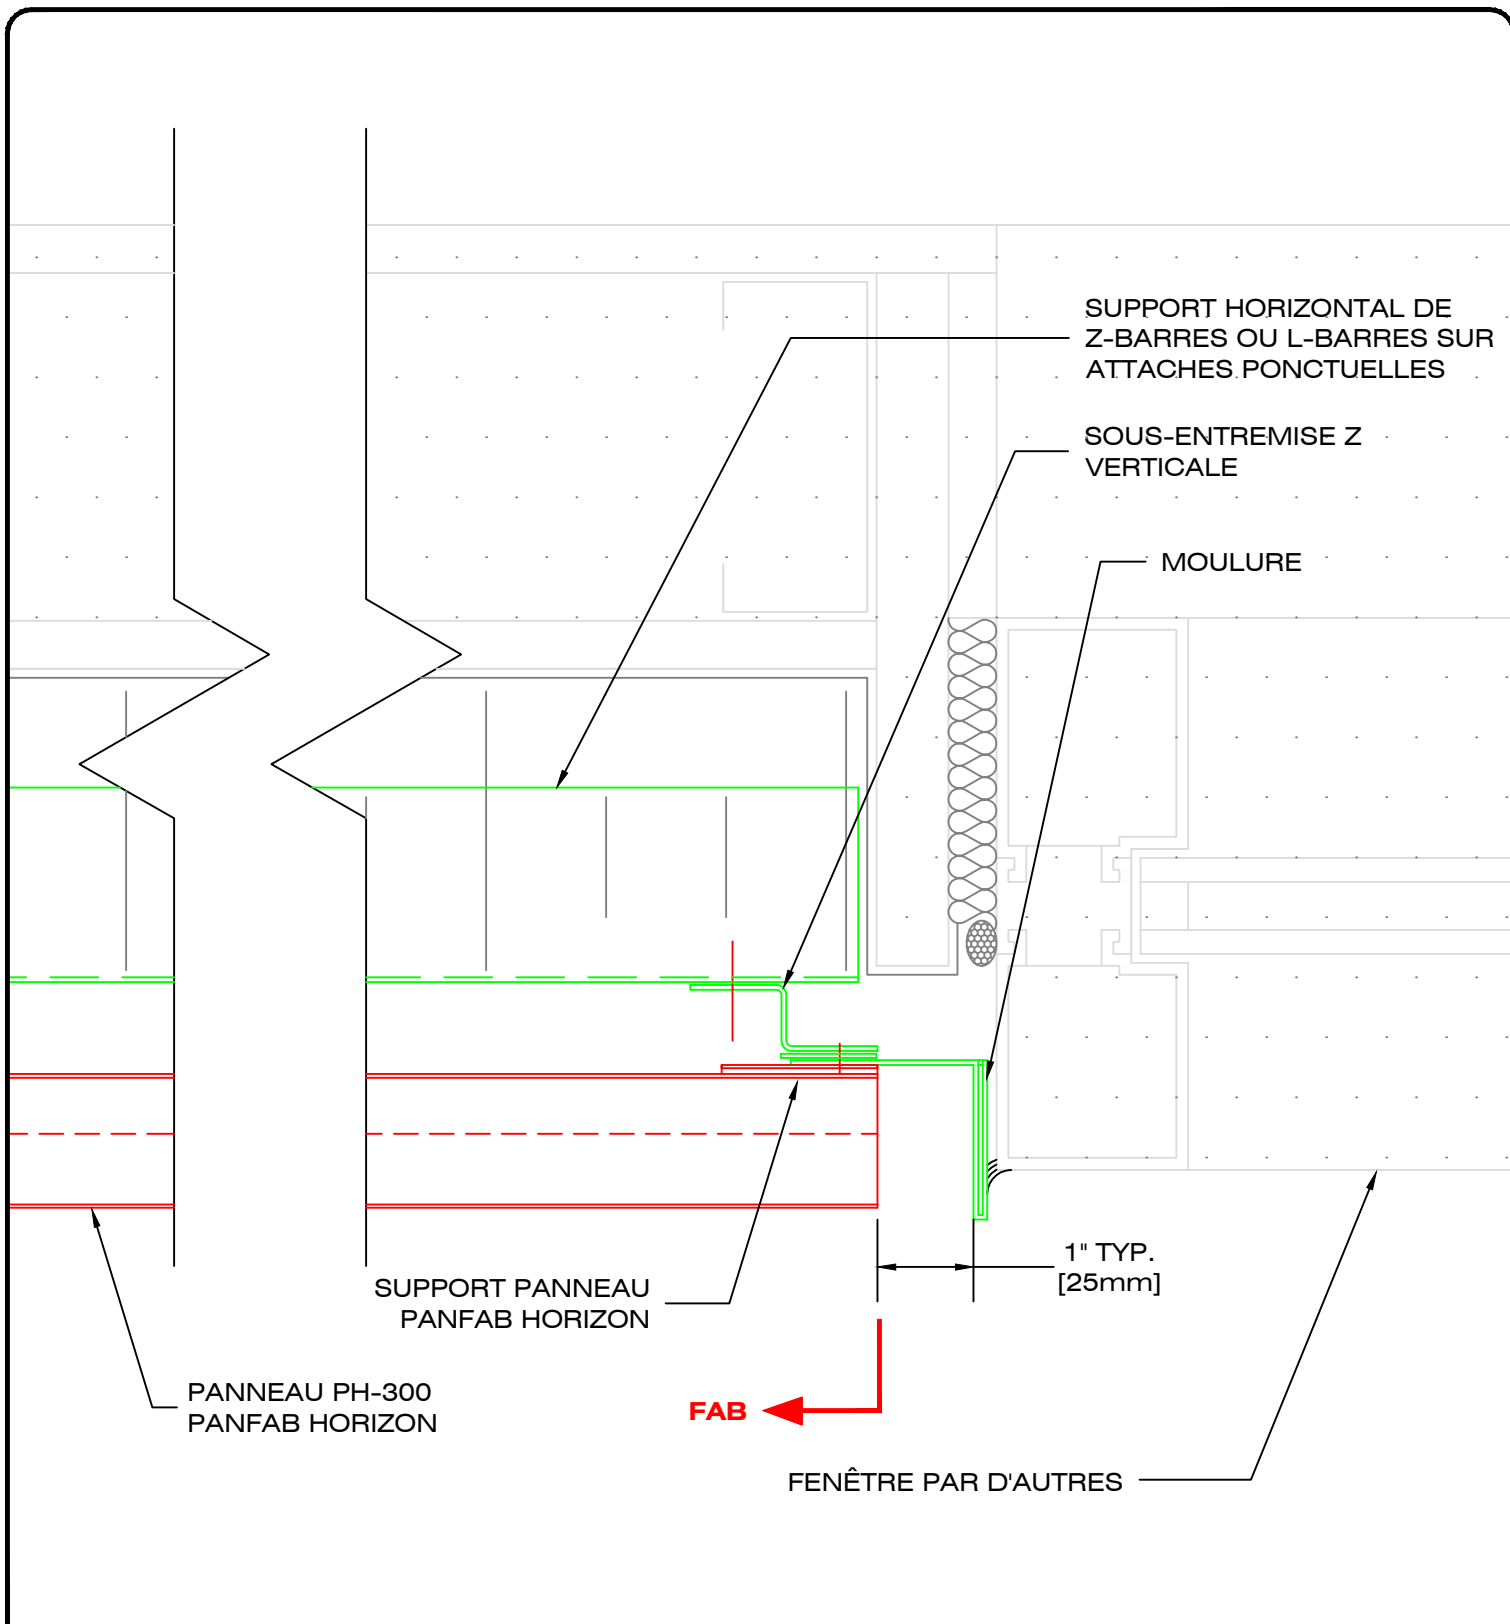 SUPPORT HORIZONTAL DE
Z-BARRES OU L-BARRES SUR
ATTACHES PONCTUELLES
SOUS-ENTREMISE Z
VERTICALE
MOULURE
1" TYP.
[25mm]
SUPPORT PANNEAU
PANFAB HORIZON
PANNEAU PH-300
PANFAB HORIZON
FAB
FENÊTRE PAR D'AUTRES